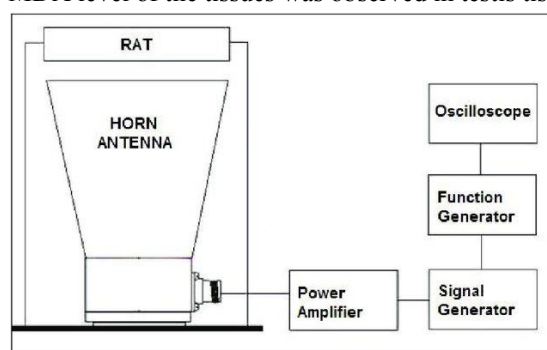 RAT
HORN
ANTENNA
Oscilloscope
Function
Generator
Power
Amplifier
Signal
Generator